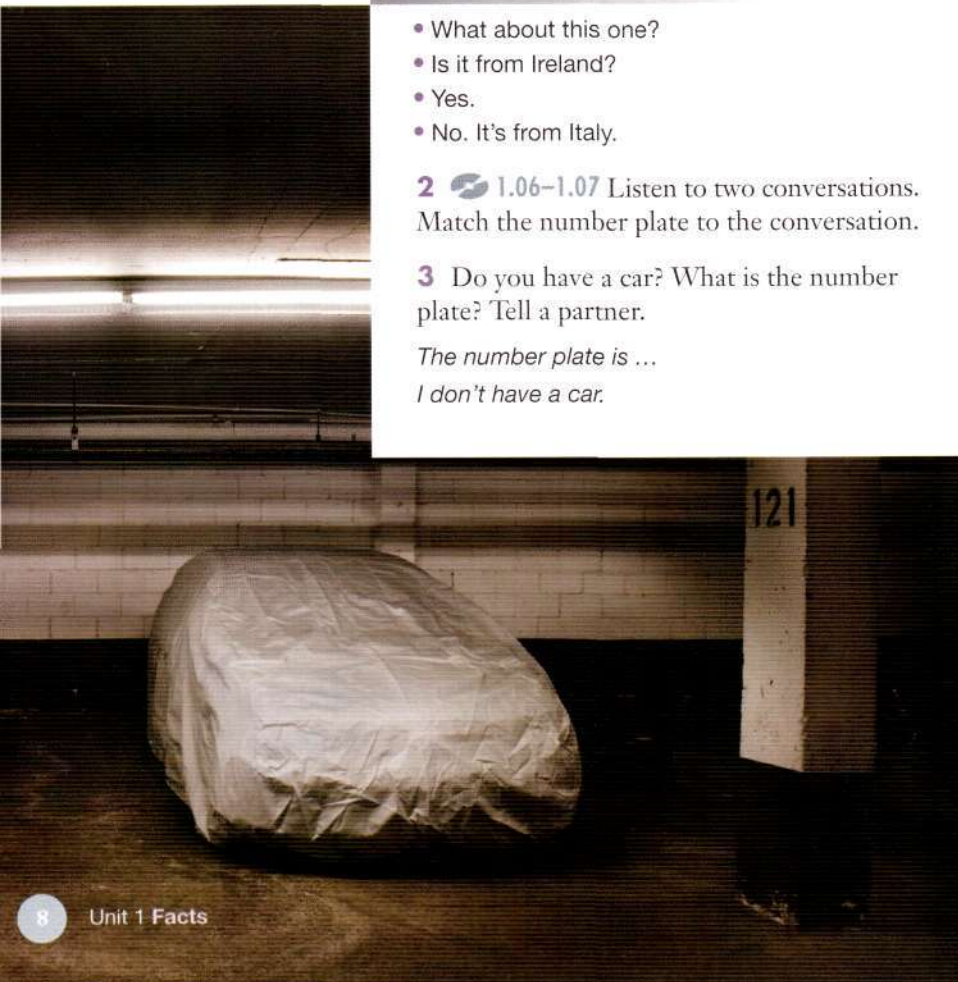 • What about this one?
• Is it from Ireland?
• Yes.
• No. It's from Italy.
2 1.06–1.07 Listen to two conversations.
Match the number plate to the conversation.
3 Do you have a car? What is the number
plate? Tell a partner.
The number plate is ...
I don't have a car.
121
8 Unit 1 Facts